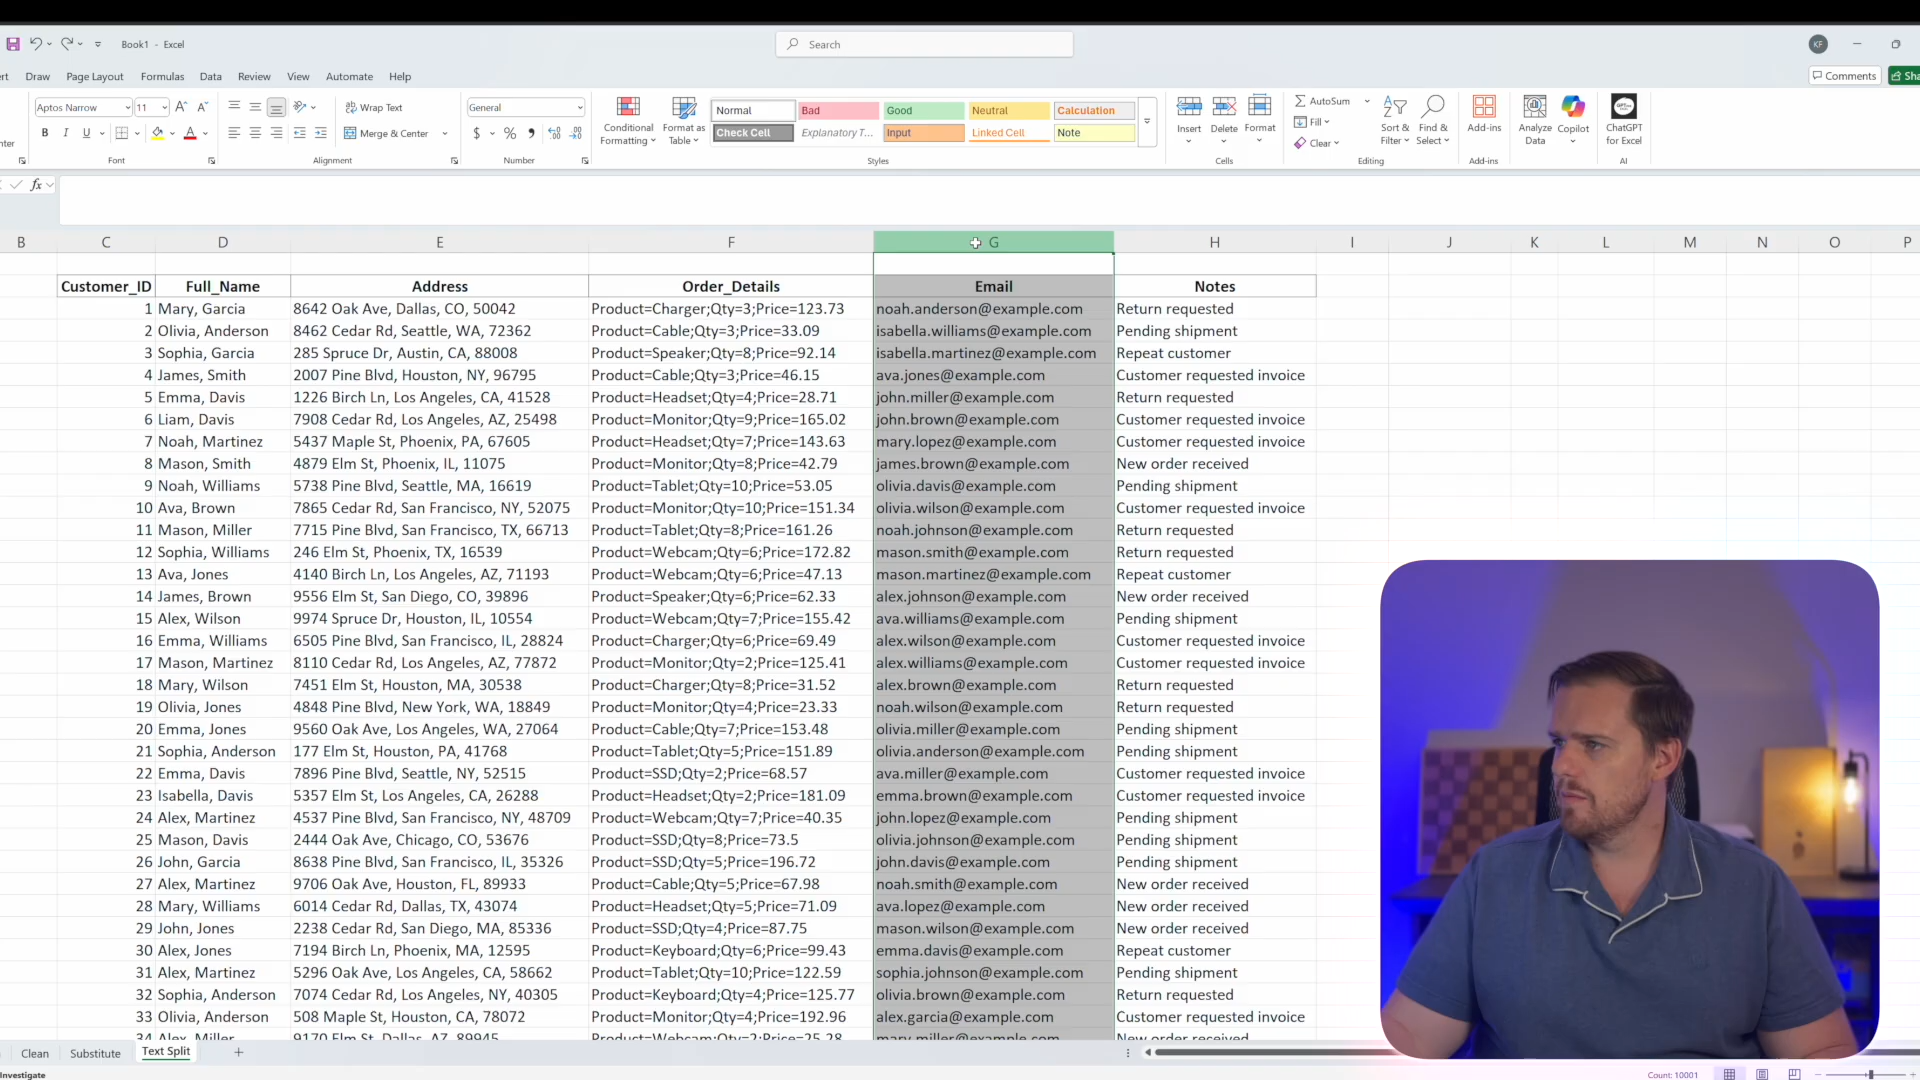 Book1 - Excel
Search
KF
rt Draw Page Layout Formulas Data Review View Automate Help
Comments Sha
Aptos Narrow 11 A A Wrap Text General Conditional Formatting Format as Table Normal Bad Good Neutral Calculation Insert Delete Format AutoSum Sort & Filter Find & Select Add-ins Analyze Data Copilot ChatGPT for Excel
B I U A Merge & Center $ % Check Cell Explanatory T... Input Linked Cell Note Fill
Clear
nter Font Alignment Number Styles Cells Editing Add-ins AI
fx
B C D E F G H I J K L M N O P
Customer_ID Full_Name Address Order_Details Email Notes
1 Mary, Garcia 8642 Oak Ave, Dallas, CO, 50042 Product=Charger;Qty=3;Price=123.73 noah.anderson@example.com Return requested
2 Olivia, Anderson 8462 Cedar Rd, Seattle, WA, 72362 Product=Cable;Qty=3;Price=33.09 isabella.williams@example.com Pending shipment
3 Sophia, Garcia 285 Spruce Dr, Austin, CA, 88008 Product=Speaker;Qty=8;Price=92.14 isabella.martinez@example.com Repeat customer
4 James, Smith 2007 Pine Blvd, Houston, NY, 96795 Product=Cable;Qty=3;Price=46.15 ava.jones@example.com Customer requested invoice
5 Emma, Davis 1226 Birch Ln, Los Angeles, CA, 41528 Product=Headset;Qty=4;Price=28.71 john.miller@example.com Return requested
6 Liam, Davis 7908 Cedar Rd, Los Angeles, AZ, 25498 Product=Monitor;Qty=9;Price=165.02 john.brown@example.com Customer requested invoice
7 Noah, Martinez 5437 Maple St, Phoenix, PA, 67605 Product=Headset;Qty=7;Price=143.63 mary.lopez@example.com Customer requested invoice
8 Mason, Smith 4879 Elm St, Phoenix, IL, 11075 Product=Monitor;Qty=8;Price=42.79 james.brown@example.com New order received
9 Noah, Williams 5738 Pine Blvd, Seattle, MA, 16619 Product=Tablet;Qty=10;Price=53.05 olivia.davis@example.com Pending shipment
10 Ava, Brown 7865 Cedar Rd, San Francisco, NY, 52075 Product=Monitor;Qty=10;Price=151.34 olivia.wilson@example.com Customer requested invoice
11 Mason, Miller 7715 Pine Blvd, San Francisco, TX, 66713 Product=Tablet;Qty=8;Price=161.26 noah.johnson@example.com Return requested
12 Sophia, Williams 246 Elm St, Phoenix, TX, 16539 Product=Webcam;Qty=6;Price=172.82 mason.smith@example.com Return requested
13 Ava, Jones 4140 Birch Ln, Los Angeles, AZ, 71193 Product=Webcam;Qty=6;Price=47.13 mason.martinez@example.com Repeat customer
14 James, Brown 9556 Elm St, San Diego, CO, 39896 Product=Speaker;Qty=6;Price=62.33 alex.johnson@example.com New order received
15 Alex, Wilson 9974 Spruce Dr, Houston, IL, 10554 Product=Webcam;Qty=7;Price=155.42 ava.williams@example.com Pending shipment
16 Emma, Williams 6505 Pine Blvd, San Francisco, IL, 28824 Product=Charger;Qty=6;Price=69.49 alex.wilson@example.com Customer requested invoice
17 Mason, Martinez 8110 Cedar Rd, Los Angeles, AZ, 77872 Product=Monitor;Qty=2;Price=125.41 alex.williams@example.com Customer requested invoice
18 Mary, Wilson 7451 Elm St, Houston, MA, 30538 Product=Charger;Qty=8;Price=31.52 alex.brown@example.com Return requested
19 Olivia, Jones 4848 Pine Blvd, New York, WA, 18849 Product=Monitor;Qty=4;Price=23.33 noah.wilson@example.com Return requested
20 Emma, Jones 9560 Oak Ave, Los Angeles, WA, 27064 Product=Cable;Qty=7;Price=153.48 olivia.miller@example.com Pending shipment
21 Sophia, Anderson 177 Elm St, Houston, PA, 41768 Product=Tablet;Qty=5;Price=151.89 olivia.anderson@example.com Pending shipment
22 Emma, Davis 7896 Pine Blvd, Seattle, NY, 52515 Product=SSD;Qty=2;Price=68.57 ava.miller@example.com Customer requested invoice
23 Isabella, Davis 5357 Elm St, Los Angeles, CA, 26288 Product=Headset;Qty=2;Price=181.09 emma.brown@example.com Customer requested invoice
24 Alex, Martinez 4537 Pine Blvd, San Francisco, NY, 48709 Product=Webcam;Qty=7;Price=40.35 john.lopez@example.com Pending shipment
25 Mason, Davis 2444 Oak Ave, Chicago, CO, 53676 Product=SSD;Qty=8;Price=73.5 olivia.johnson@example.com Pending shipment
26 John, Garcia 8638 Pine Blvd, San Francisco, IL, 35326 Product=SSD;Qty=5;Price=196.72 john.davis@example.com Pending shipment
27 Alex, Martinez 9706 Oak Ave, Houston, FL, 89933 Product=Cable;Qty=5;Price=67.98 noah.smith@example.com New order received
28 Mary, Williams 6014 Cedar Rd, Dallas, TX, 43074 Product=Headset;Qty=5;Price=71.09 ava.lopez@example.com New order received
29 John, Jones 2238 Cedar Rd, San Diego, MA, 85336 Product=SSD;Qty=4;Price=87.75 mason.wilson@example.com New order received
30 Alex, Jones 7194 Birch Ln, Phoenix, MA, 12595 Product=Keyboard;Qty=6;Price=99.43 emma.davis@example.com Repeat customer
31 Alex, Martinez 5296 Oak Ave, Los Angeles, CA, 58662 Product=Tablet;Qty=10;Price=122.59 sophia.johnson@example.com Pending shipment
32 Sophia, Anderson 7074 Cedar Rd, Los Angeles, NY, 40305 Product=Keyboard;Qty=4;Price=125.77 olivia.brown@example.com Return requested
33 Olivia, Anderson 508 Maple St, Houston, CA, 78072 Product=Monitor;Qty=4;Price=192.96 alex.garcia@example.com Customer requested invoice
34 Alex, Miller 9170 Elm St, Dallas, AZ, 89945 Product=Webcam;Qty=2;Price=25.28 mary.miller@example.com New order received
Clean Substitute Text Split
Investigate Count: 10001